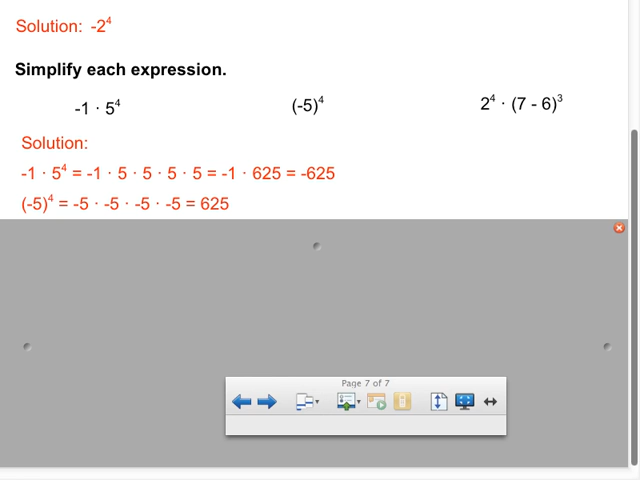 Solution: -2⁴
Simplify each expression.
-1 · 5⁴ (-5)⁴ 2⁴ · (7 - 6)³
Solution:
-1 · 5⁴ = -1 · 5 · 5 · 5 · 5 = -1 · 625 = -625
(-5)⁴ = -5 · -5 · -5 · -5 = 625
Page 7 of 7